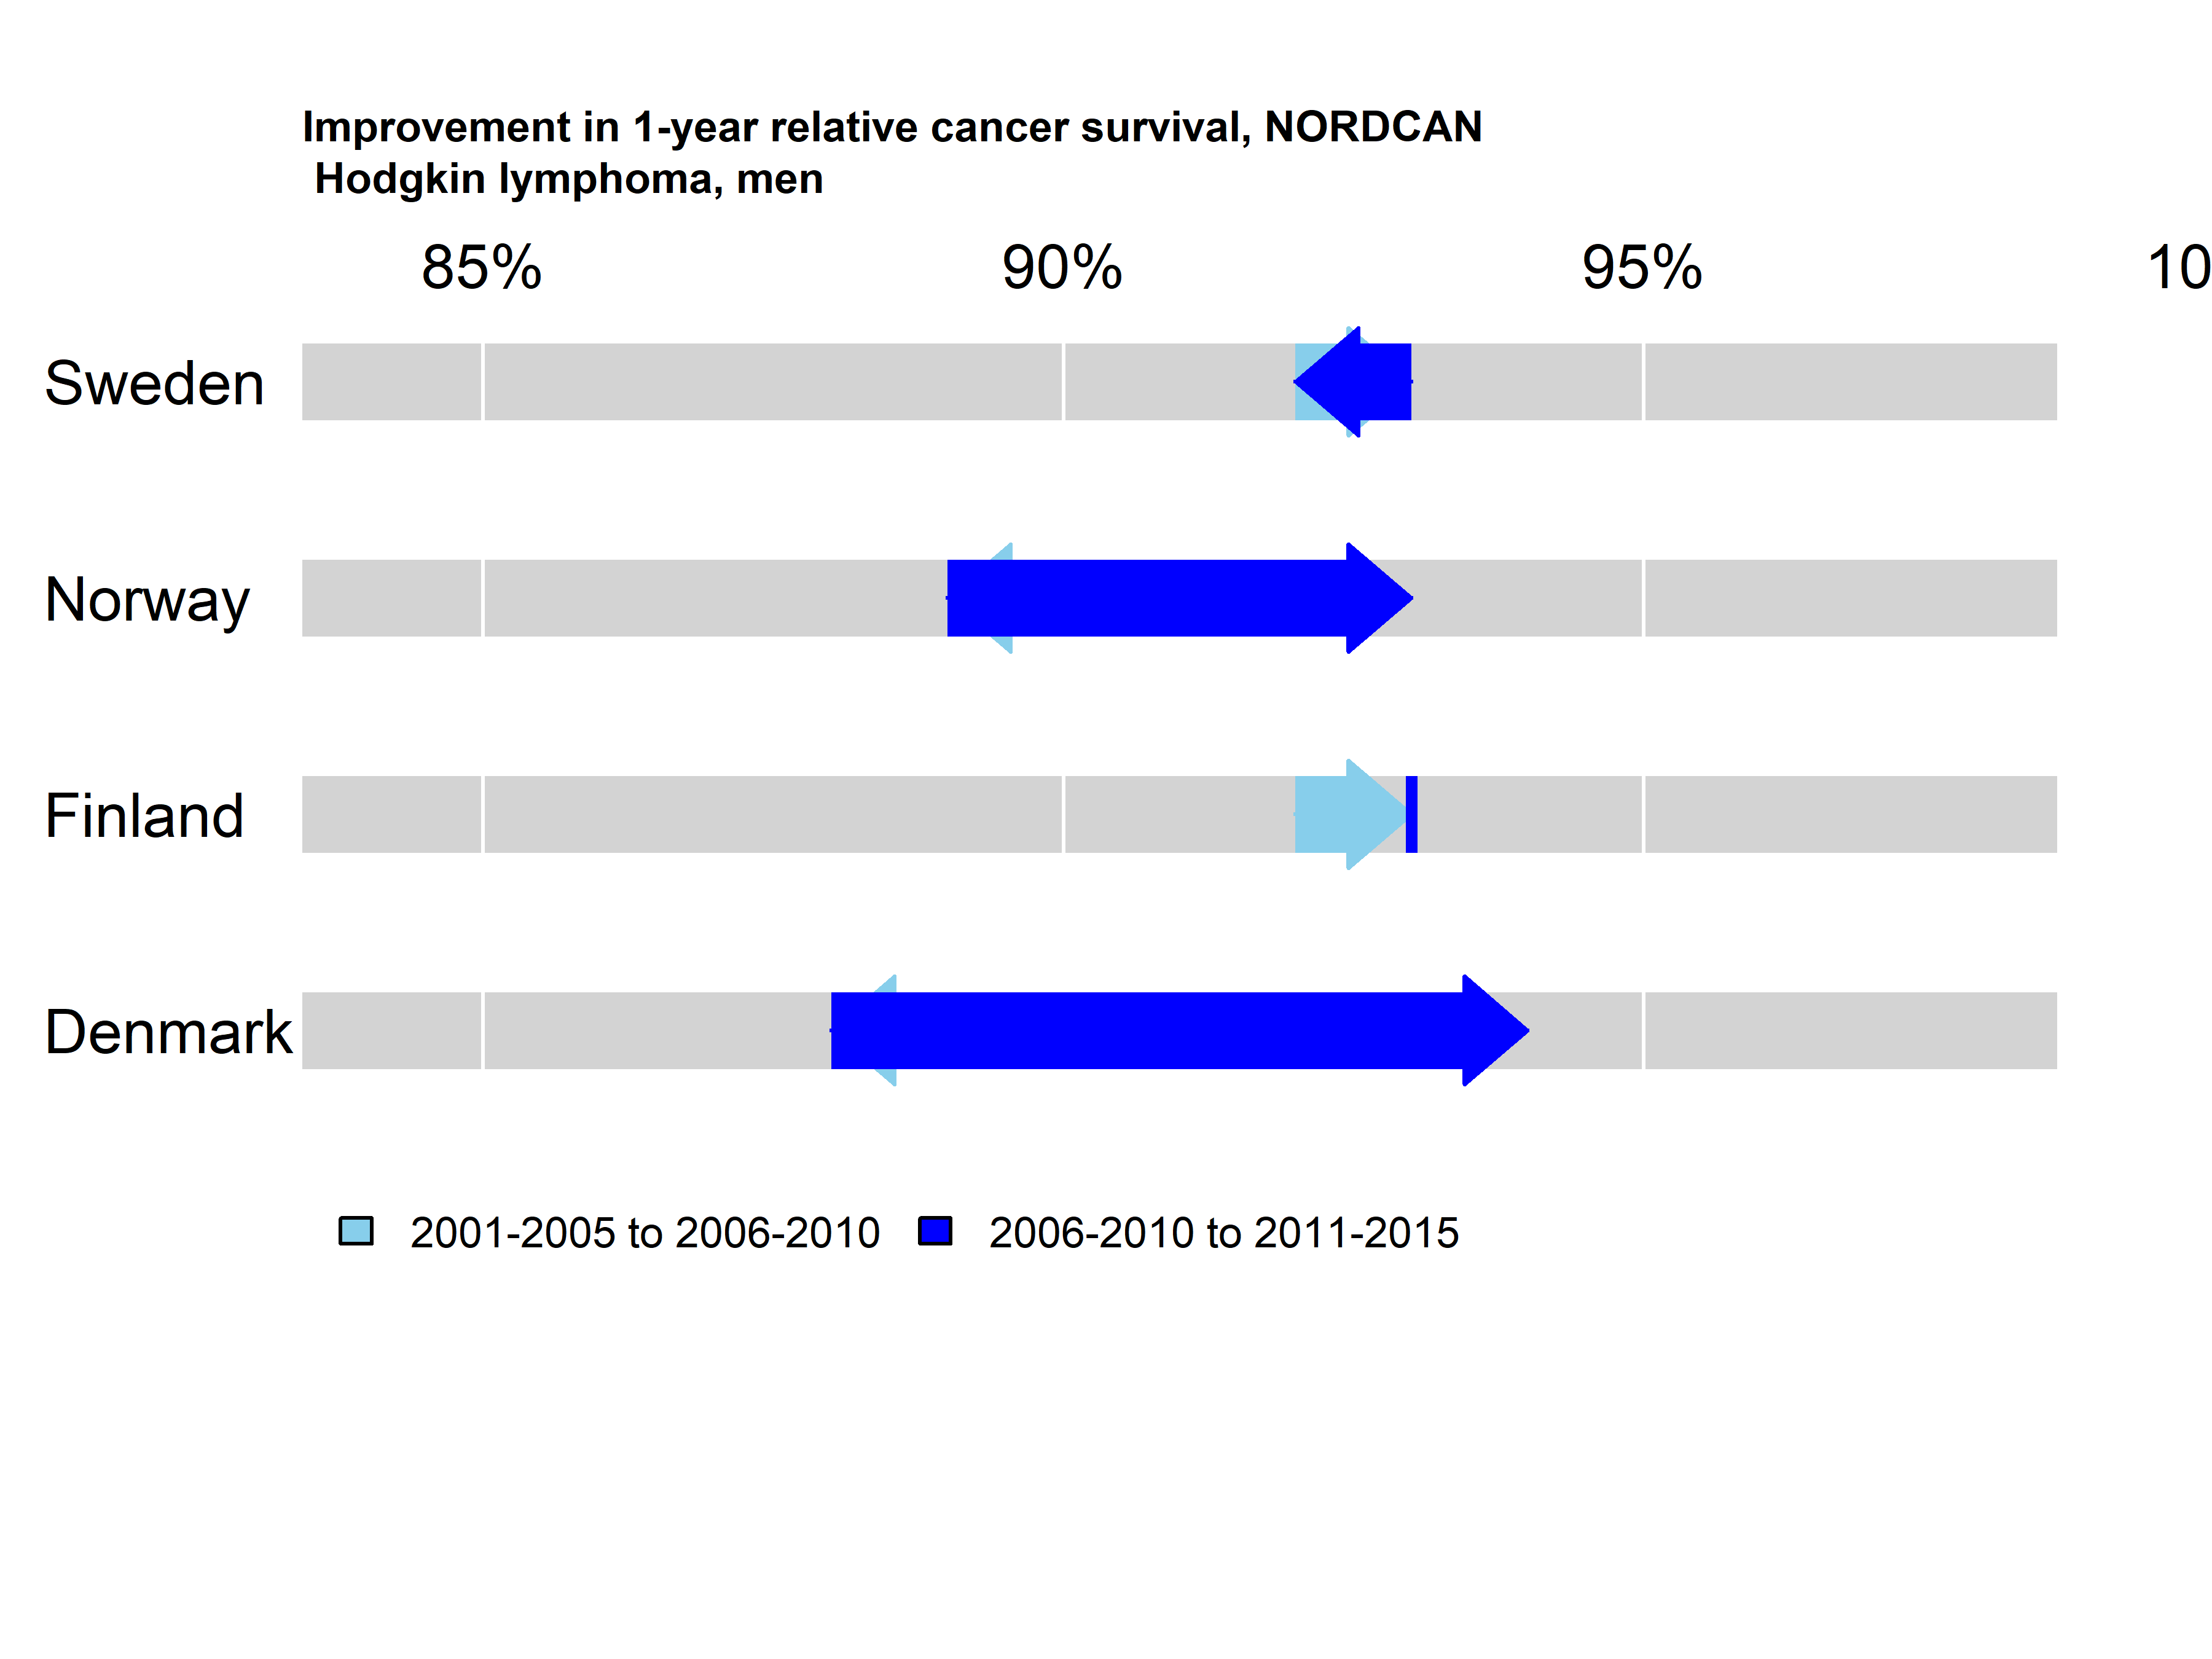 Improvement in 1-year relative cancer survival, NORDCAN
Hodgkin lymphoma, men
85% 90% 95% 10
Sweden
Norway
Finland
Denmark
2001-2005 to 2006-2010 2006-2010 to 2011-2015